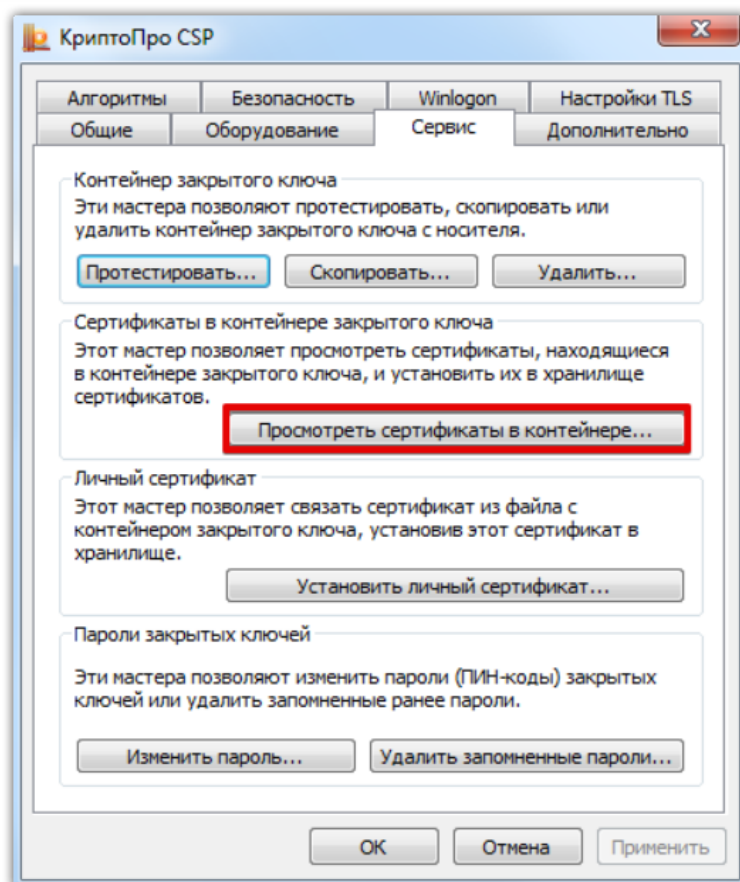 КриптоПро CSP
Алгоритмы Безопасность Winlogon Настройки TLS
Общие Оборудование Сервис Дополнительно
Контейнер закрытого ключа
Эти мастера позволяют протестировать, скопировать или
удалить контейнер закрытого ключа с носителя.
Протестировать... Скопировать... Удалить...
Сертификаты в контейнере закрытого ключа
Этот мастер позволяет просмотреть сертификаты, находящиеся
в контейнере закрытого ключа, и установить их в хранилище
сертификатов.
Просмотреть сертификаты в контейнере...
Личный сертификат
Этот мастер позволяет связать сертификат из файла с
контейнером закрытого ключа, установив этот сертификат в
хранилище.
Установить личный сертификат...
Пароли закрытых ключей
Эти мастера позволяют изменить пароли (ПИН-коды) закрытых
ключей или удалить запомненные ранее пароли.
Изменить пароль... Удалить запомненные пароли...
ОК Отмена Применить